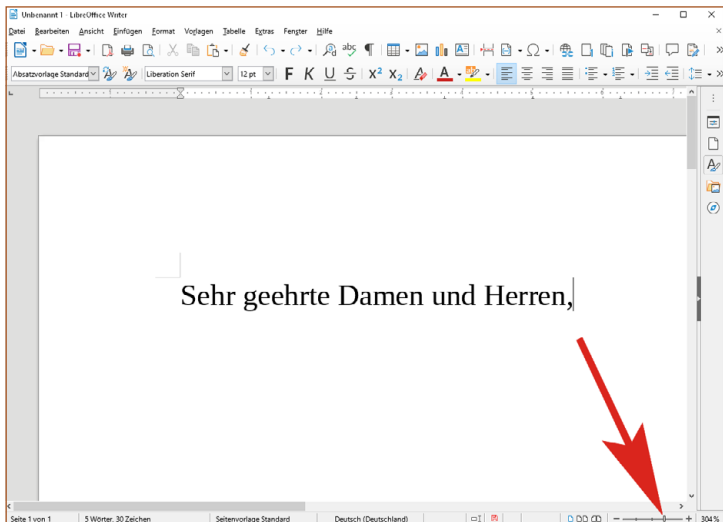 Unbenannt 1 - LibreOffice Writer
Datei Bearbeiten Ansicht Einfügen Format Vorlagen Tabelle Extras Fenster Hilfe
Absatzvorlage Standard Liberation Serif 12 pt F K U S X² X₂ A A
Sehr geehrte Damen und Herren,
Seite 1 von 1 5 Wörter, 30 Zeichen Seitenvorlage Standard Deutsch (Deutschland) 304%